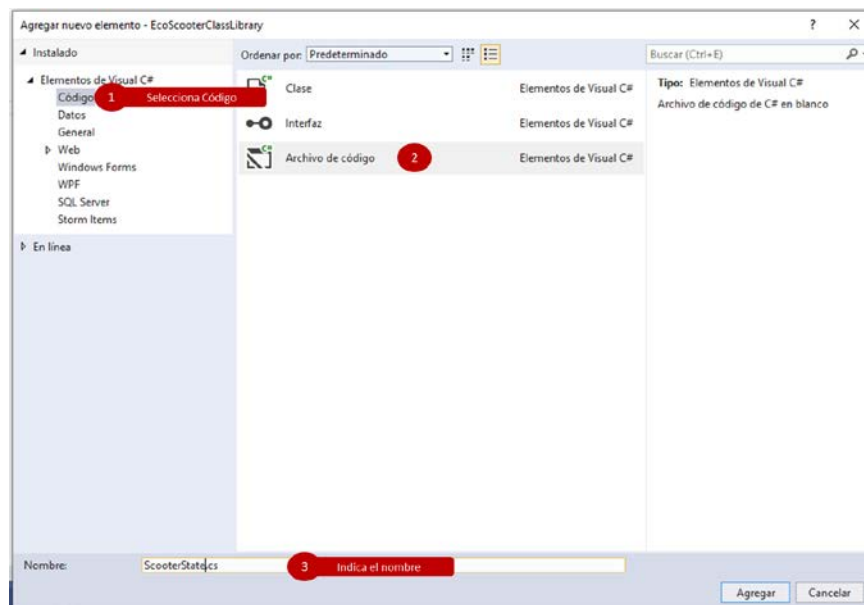 Agregar nuevo elemento - EcoScooterClassLibrary ? ×
Instalado
Elementos de Visual C#
Código
1 Selecciona Código
Datos
General
Web
Windows Forms
WPF
SQL Server
Storm Items
En línea
Ordenar por: Predeterminado
Clase Elementos de Visual C#
Interfaz Elementos de Visual C#
Archivo de código 2 Elementos de Visual C#
Buscar (Ctrl+E)
Tipo: Elementos de Visual C#
Archivo de código de C# en blanco
Nombre: ScooterState.cs 3 Indica el nombre
Agregar Cancelar